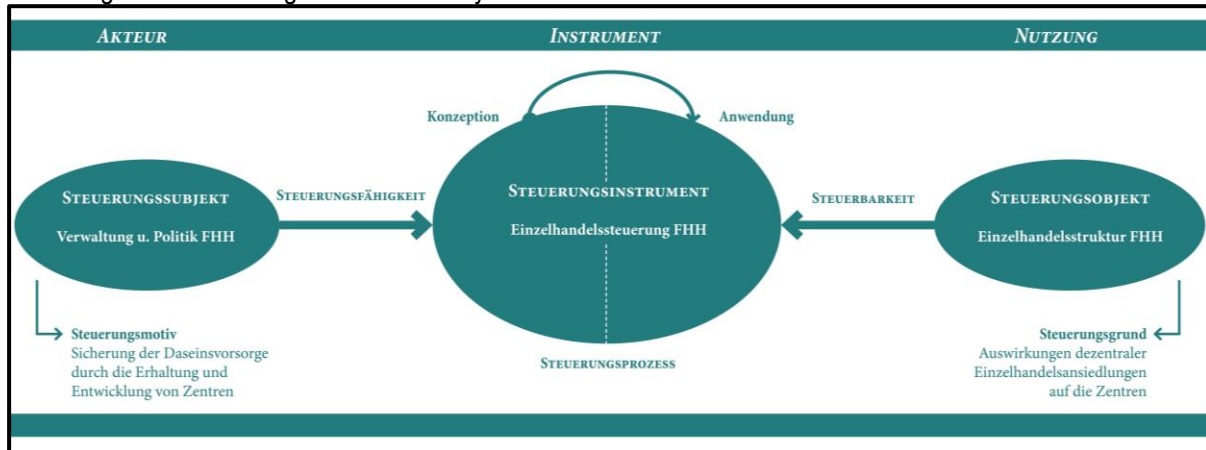 AKTEUR INSTRUMENT NUTZUNG
Konzeption Anwendung
STEUERUNGSSUBJEKT
Verwaltung u. Politik FHH
STEUERUNGSFÄHIGKEIT
STEUERUNGSINSTRUMENT
Einzelhandelssteuerung FHH
STEUERBARKEIT
STEUERUNGSOBJEKT
Einzelhandelsstruktur FHH
Steuerungsmotiv
Sicherung der Daseinsvorsorge
durch die Erhaltung und
Entwicklung von Zentren
STEUERUNGSPROZESS
Steuerungsgrund
Auswirkungen dezentraler
Einzelhandelsansiedlungen
auf die Zentren